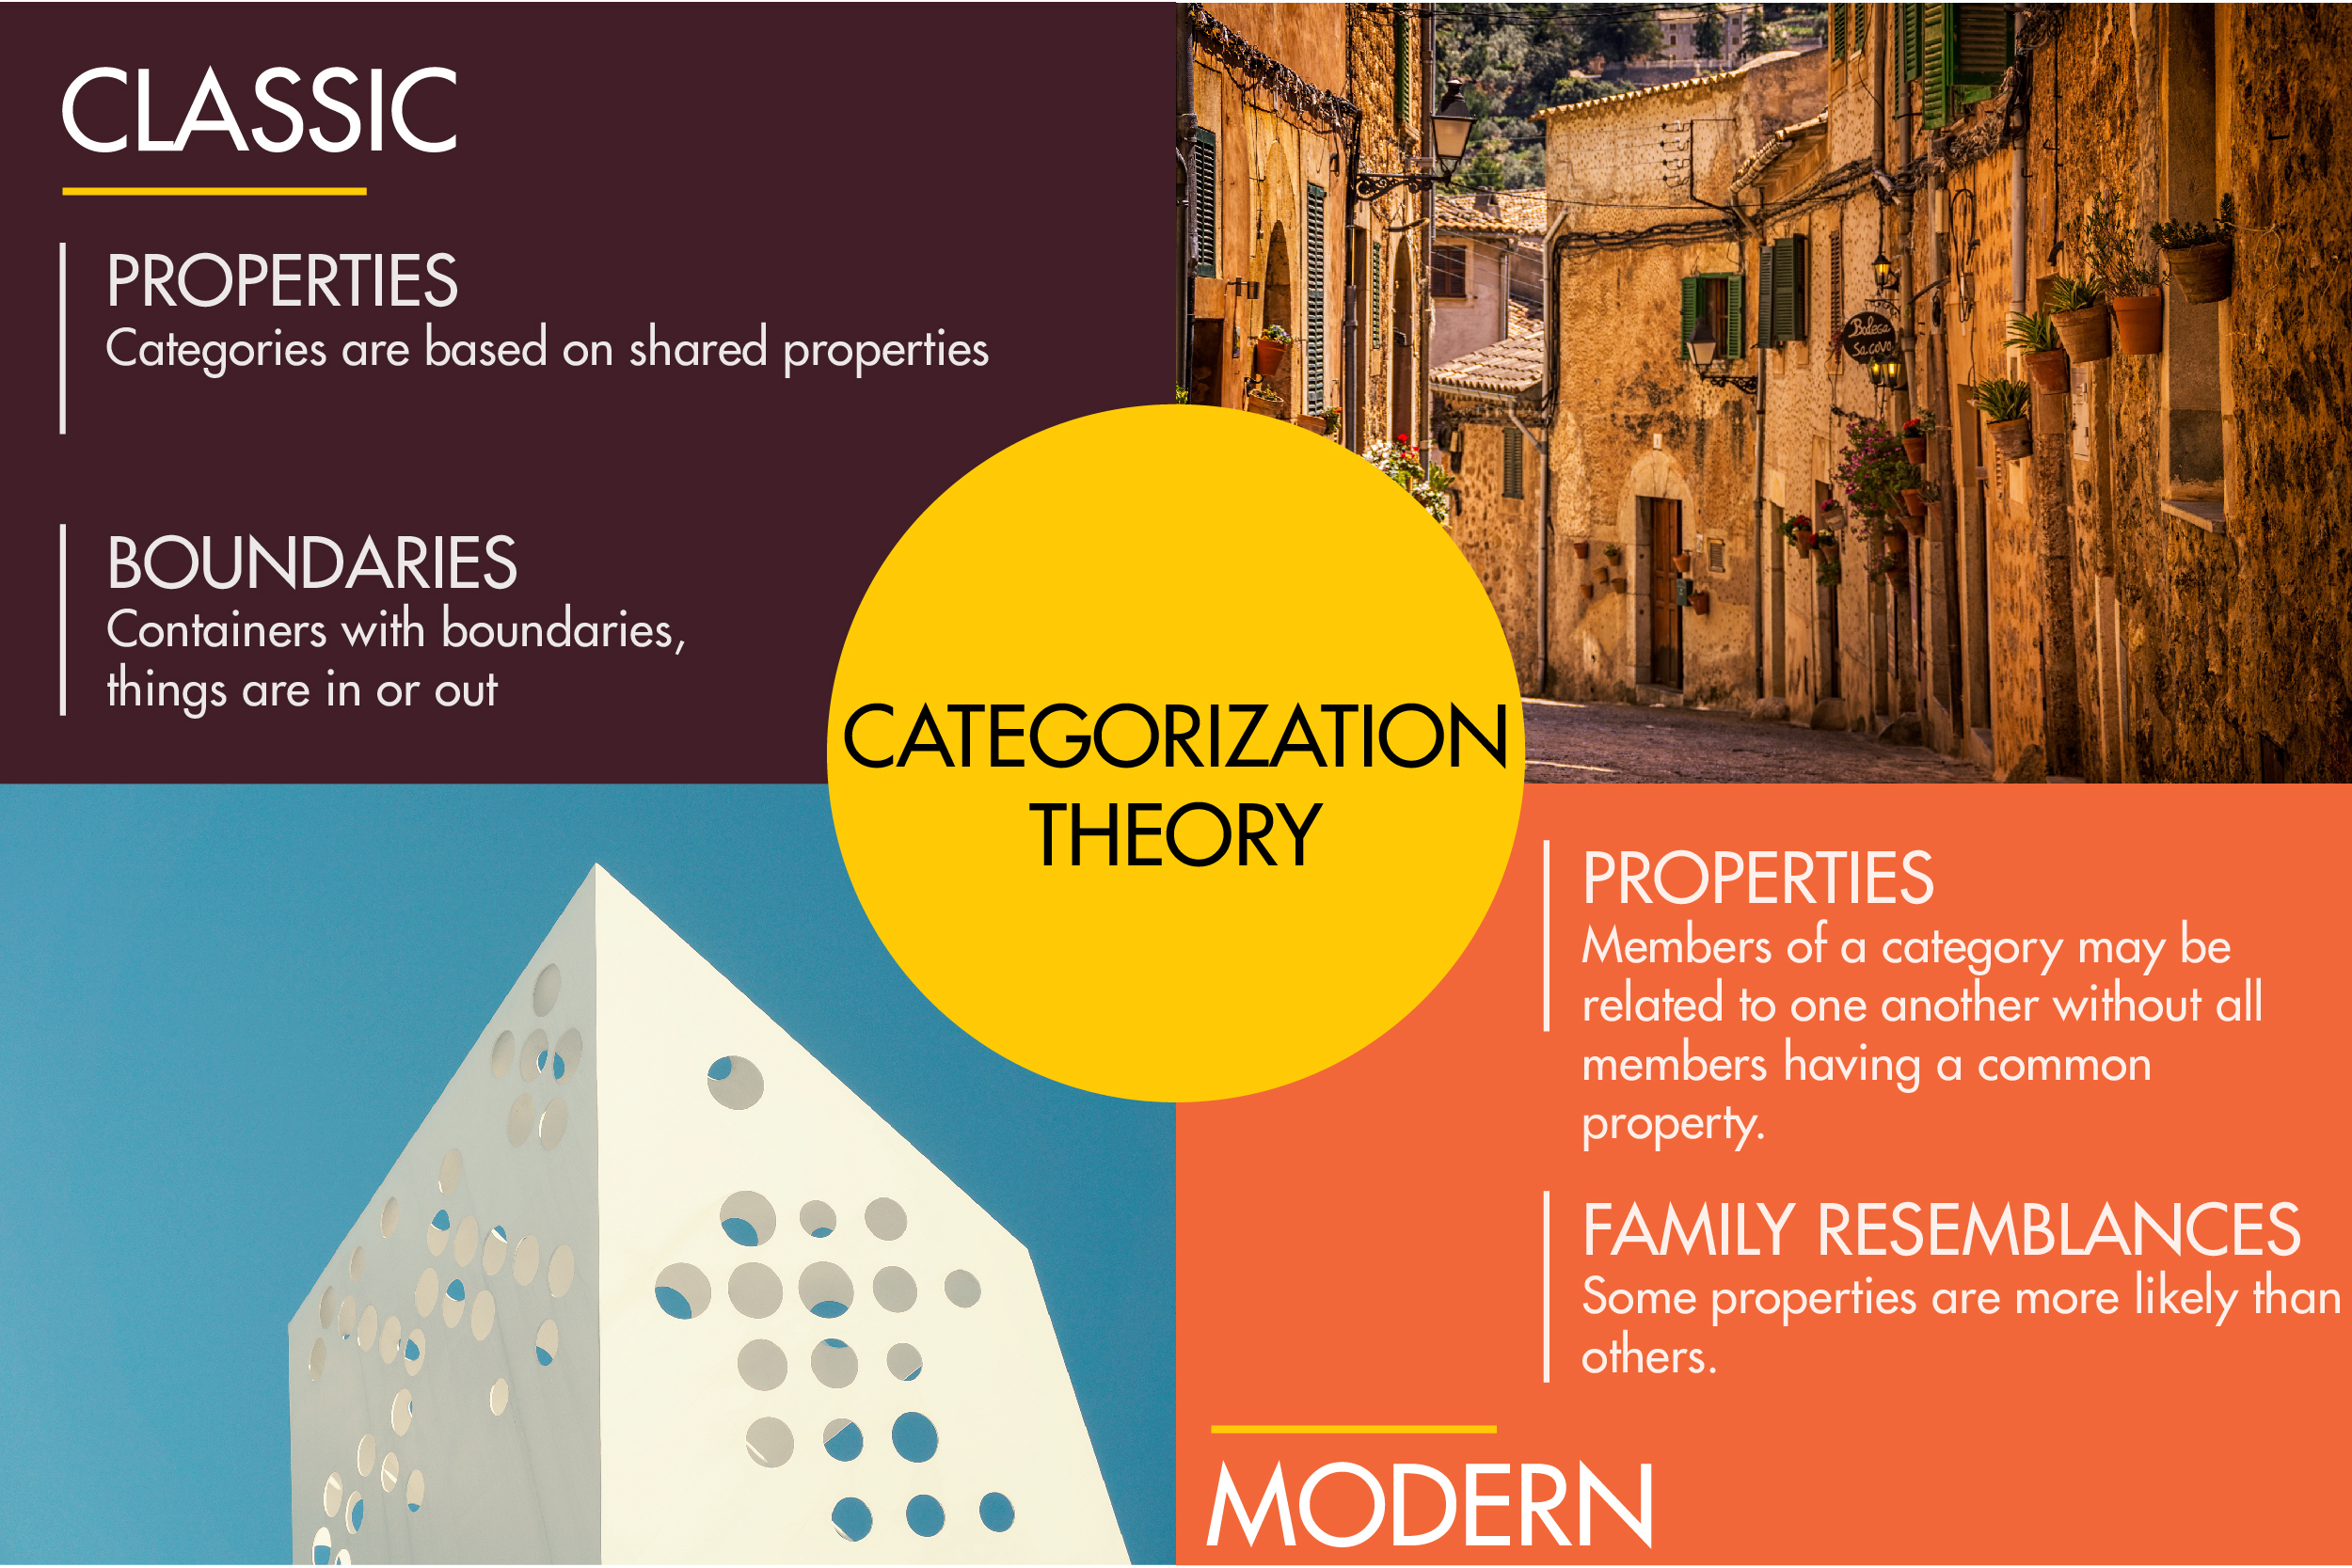 CLASSIC
PROPERTIES
Categories are based on shared properties
BOUNDARIES
Containers with boundaries,
things are in or out
Bodega
Sa cova
CATEGORIZATION
THEORY
PROPERTIES
Members of a category may be
related to one another without all
members having a common
property.
FAMILY RESEMBLANCES
Some properties are more likely than
others.
MODERN